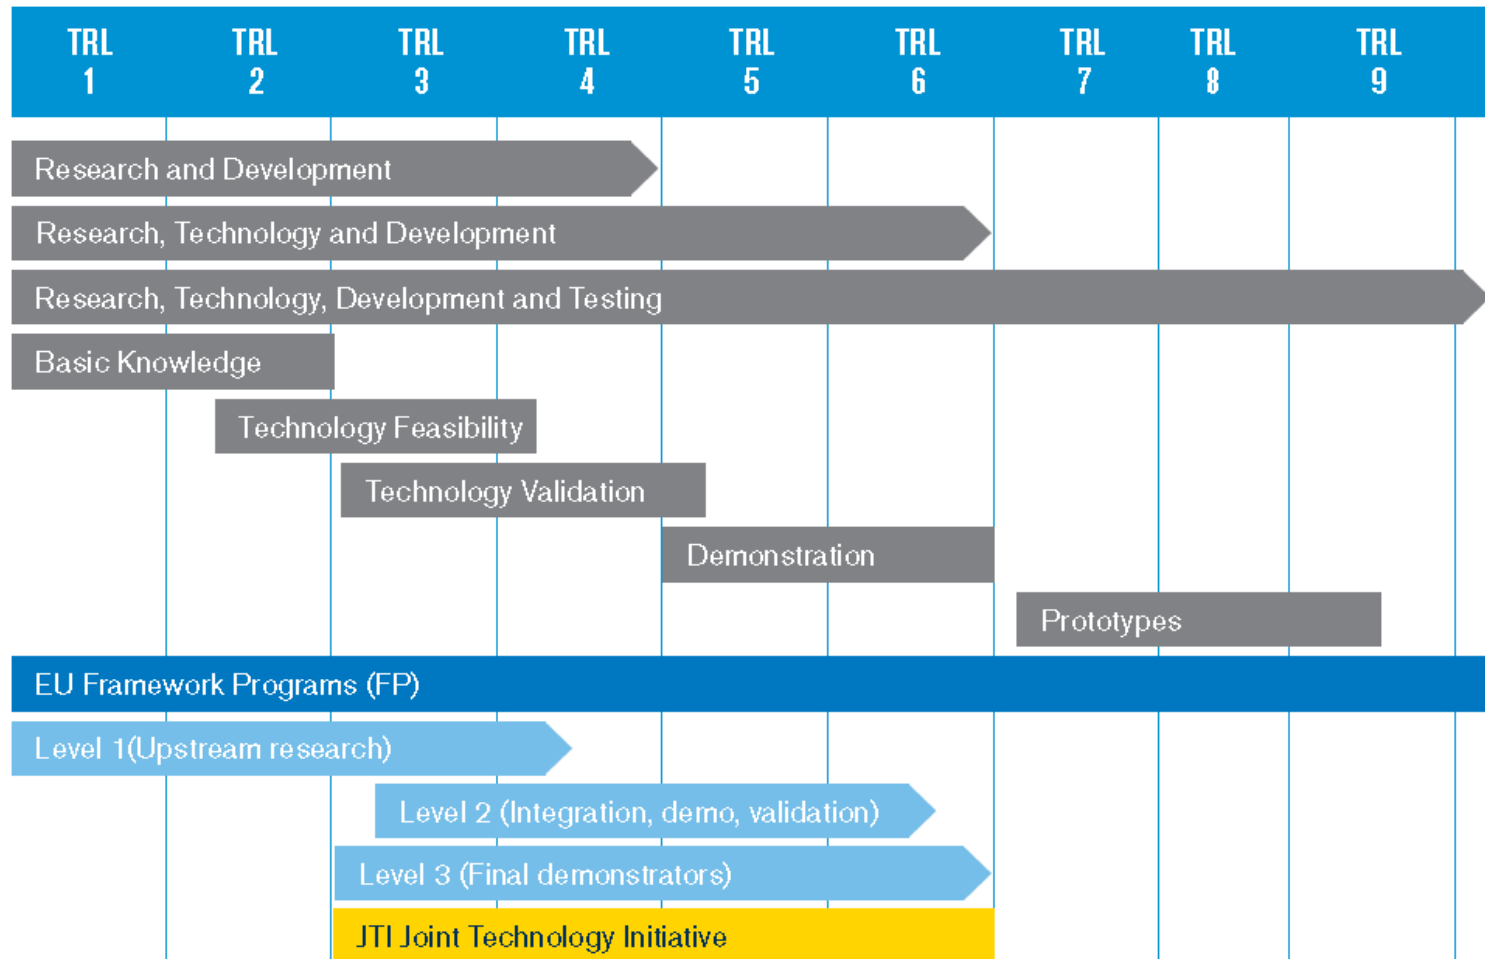 TRL TRL TRL TRL TRL TRL TRL TRL TRL
1 2 3 4 5 6 7 8 9
Research and Development
Research, Technology and Development
Research, Technology, Development and Testing
Basic Knowledge
Technology Feasibility
Technology Validation
Demonstration
Prototypes
EU Framework Programs (FP)
Level 1(Upstream research)
Level 2 (Integration, demo, validation)
Level 3 (Final demonstrators)
JTI Joint Technology Initiative